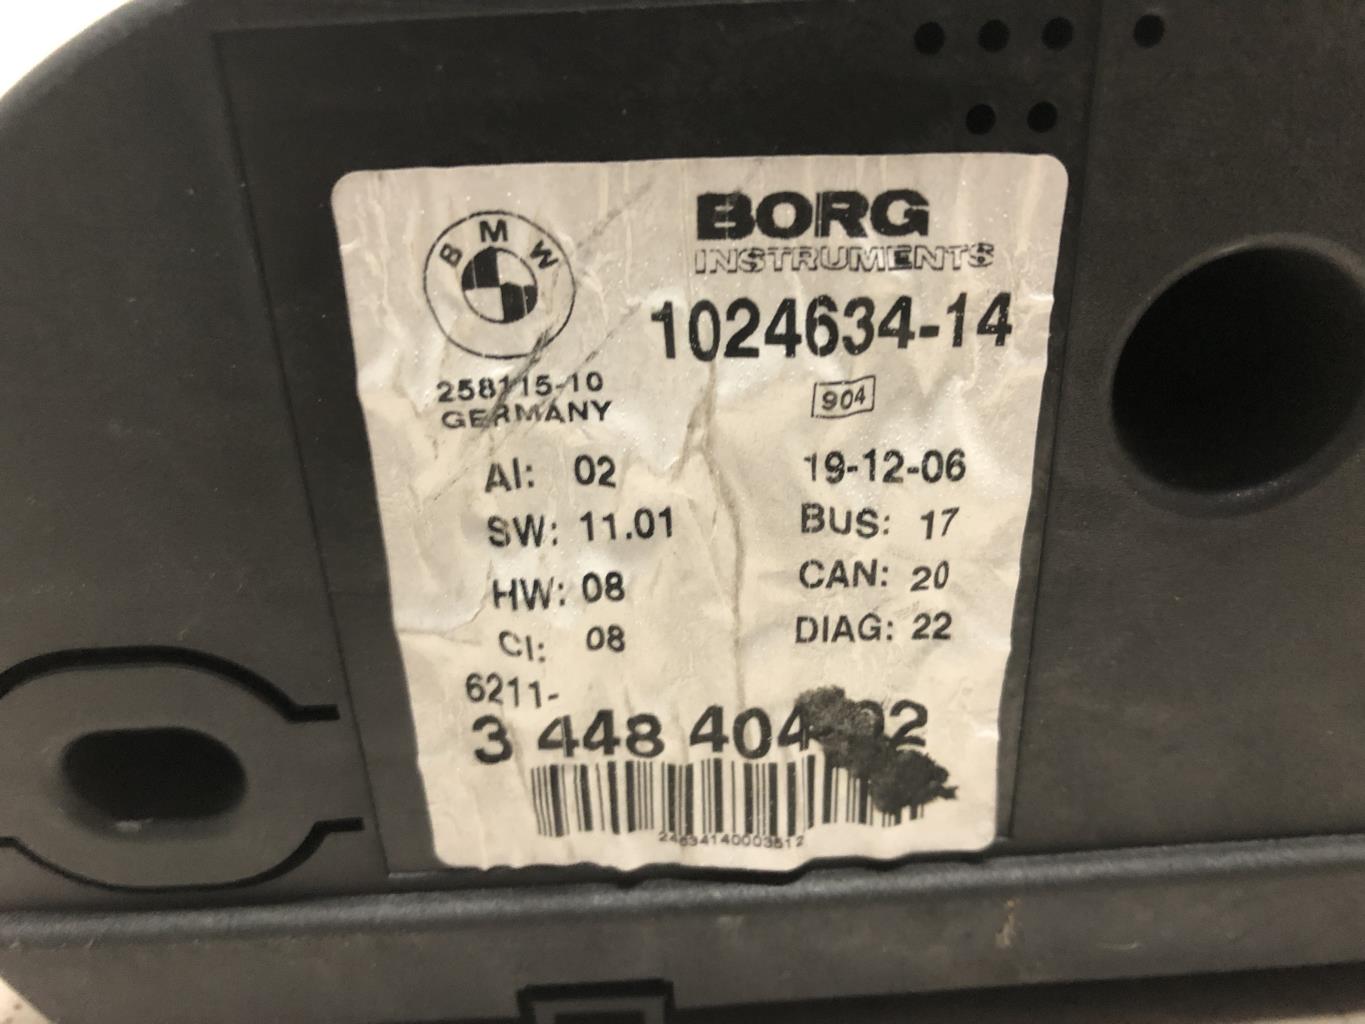 BMW
BORG
INSTRUMENTS
1024634-14
258115-10
GERMANY
904
AI: 02
19-12-06
SW: 11.01
BUS: 17
HW: 08
CAN: 20
CI: 08
DIAG: 22
6211-
3 448 404
24634140003512